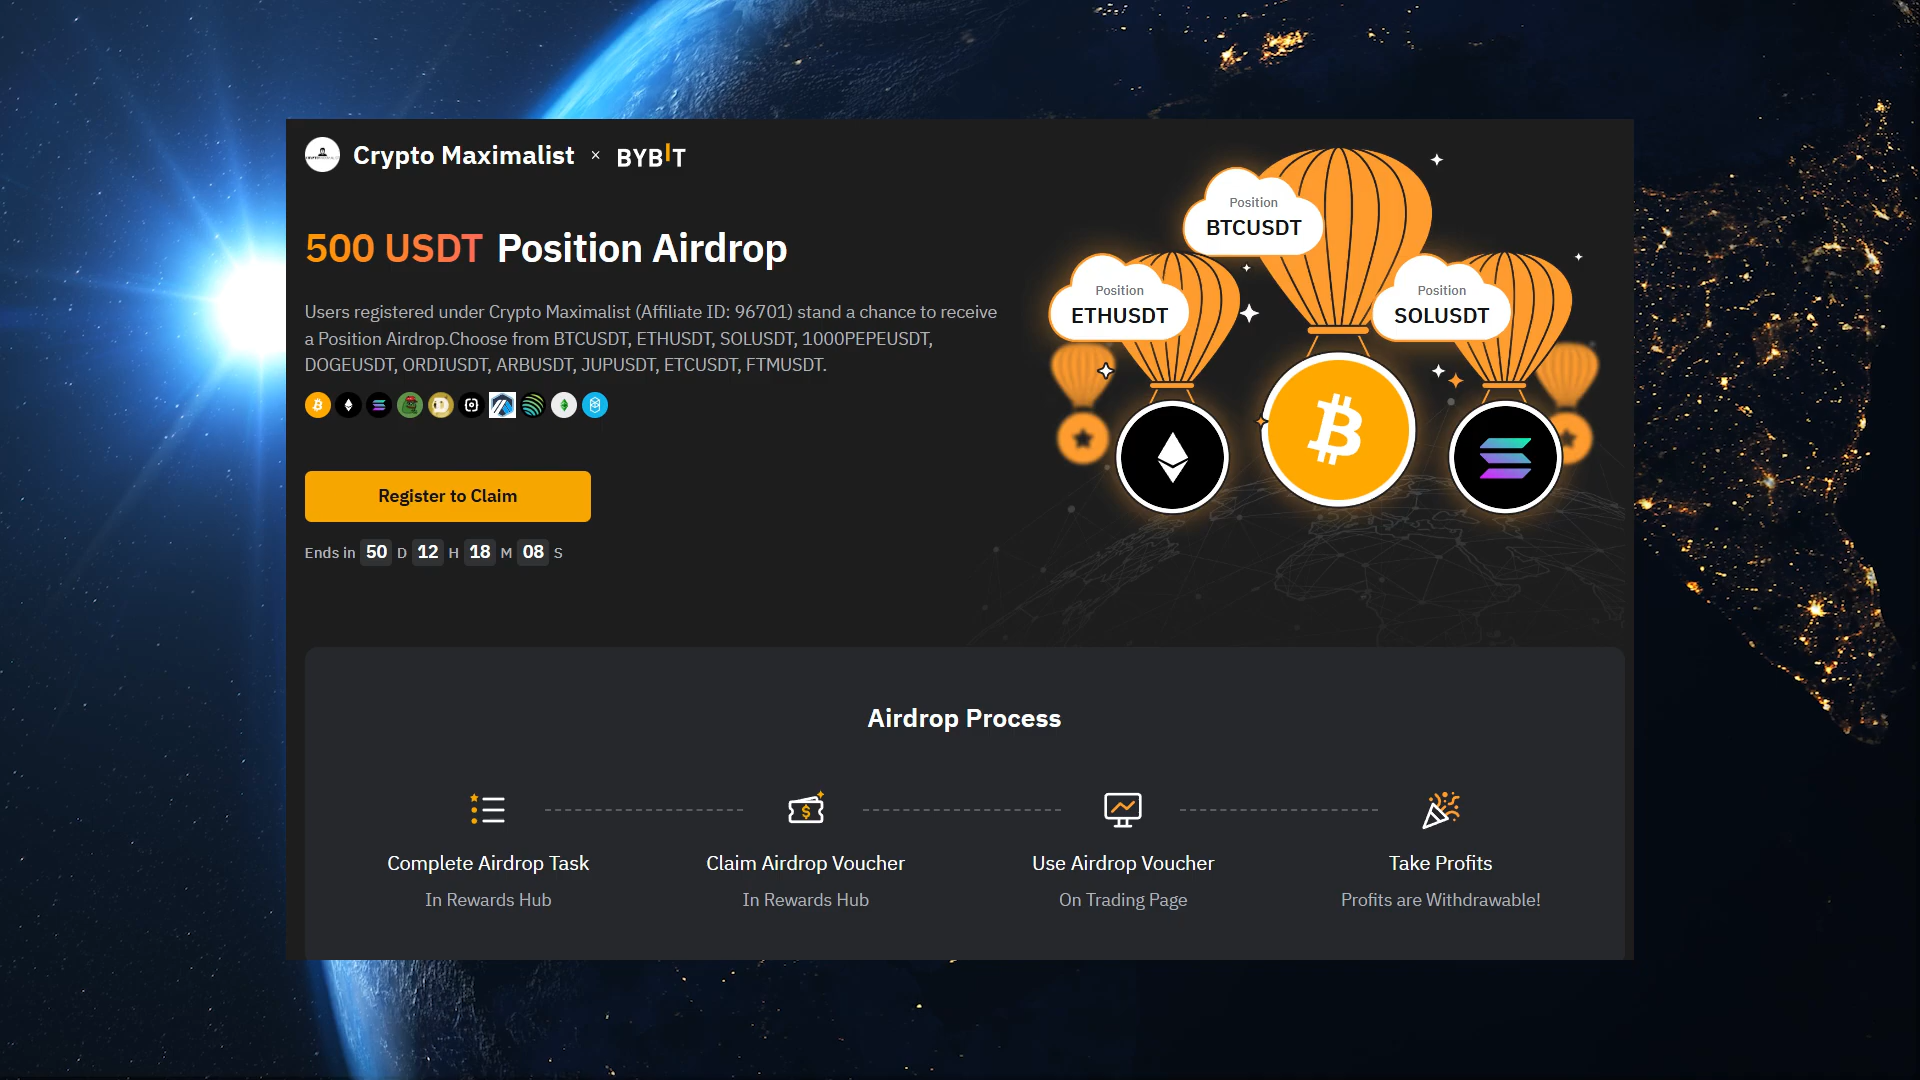 Crypto Maximalist × BYBIT
500 USDT Position Airdrop
Users registered under Crypto Maximalist (Affiliate ID: 96701) stand a chance to receive
a Position Airdrop.Choose from BTCUSDT, ETHUSDT, SOLUSDT, 1000PEPEUSDT,
DOGEUSDT, ORDIUSDT, ARBUSDT, JUPUSDT, ETCUSDT, FTMUSDT.
Register to Claim
Ends in 50 D 12 H 18 M 08 S
Position
BTCUSDT
Position
ETHUSDT
Position
SOLUSDT
Airdrop Process
Complete Airdrop Task
In Rewards Hub
Claim Airdrop Voucher
In Rewards Hub
Use Airdrop Voucher
On Trading Page
Take Profits
Profits are Withdrawable!